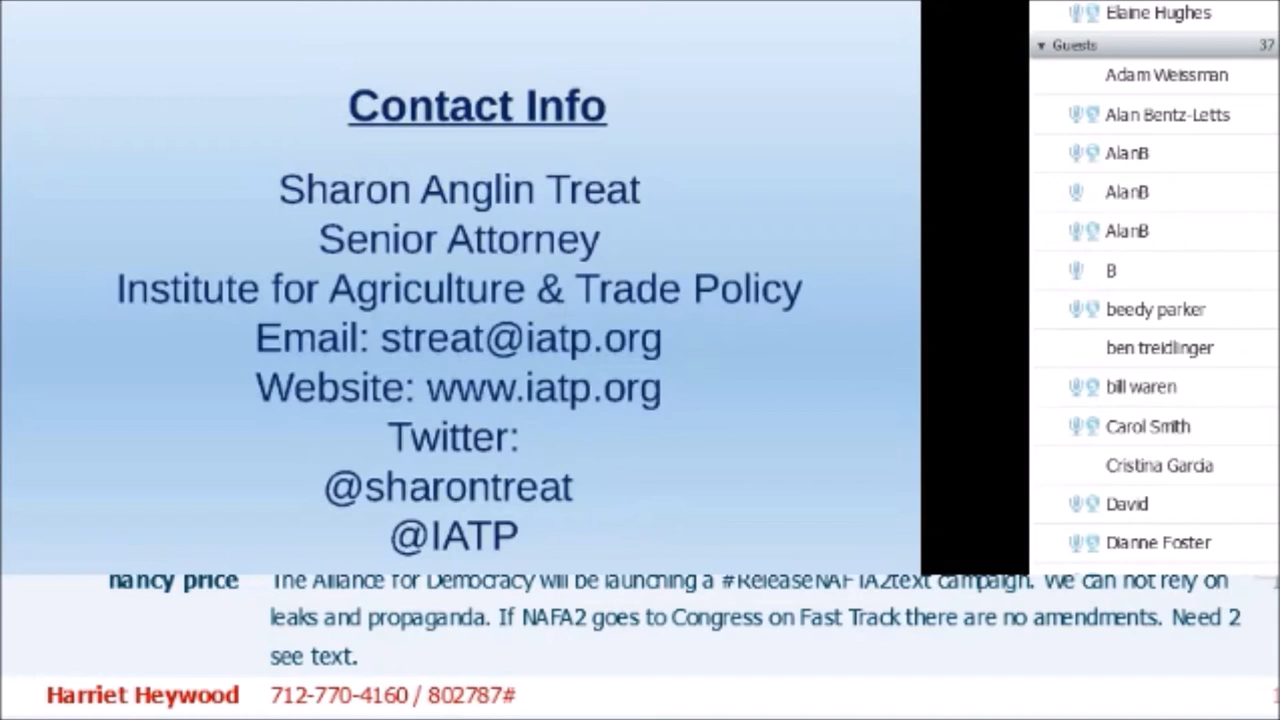 Contact Info
Sharon Anglin Treat
Senior Attorney
Institute for Agriculture & Trade Policy
Email: streat@iatp.org
Website: www.iatp.org
Twitter:
@sharontreat
@IATP
Elaine Hughes
Guests 37
Adam Weissman
Alan Bentz-Letts
AlanB
AlanB
AlanB
B
beedy parker
ben treidlinger
bill waren
Carol Smith
Cristina Garcia
David
Dianne Foster
nancy price The Alliance for Democracy will be launching a #ReleaseNAFTA2text campaign. We can not rely on
leaks and propaganda. If NAFA2 goes to Congress on Fast Track there are no amendments. Need 2
see text.
Harriet Heywood 712-770-4160 / 802787#